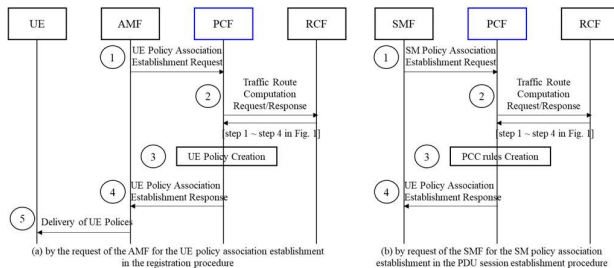 UE
AMF
PCF
RCF
1
UE Policy Association
Establishment Request
2
Traffic Route
Computation
Request/Response
[step 1 ~ step 4 in Fig. 1]
3
UE Policy Creation
4
UE Policy Association
Establishment Response
5
Delivery of UE Polices
(a) by the request of the AMF for the UE policy association establishment
in the registration procedure
SMF
PCF
RCF
1
SM Policy Association
Establishment Request
2
Traffic Route
Computation
Request/Response
[step 1 ~ step 4 in Fig. 1]
3
PCC rules Creation
4
UE Policy Association
Establishment Response
(b) by request of the SMF for the SM policy association
establishment in the PDU session establishment procedure